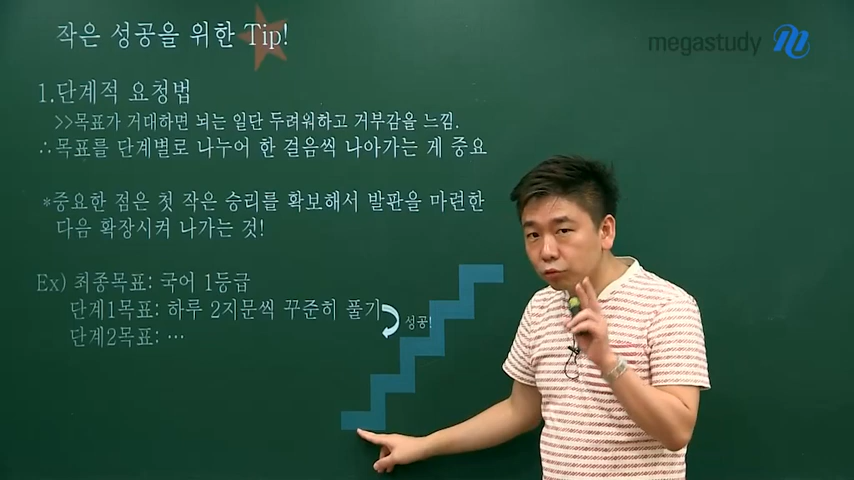 작은 성공을 위한 Tip!
megastudy
1.단계적 요청법
>>목표가 거대하면 뇌는 일단 두려워하고 거부감을 느낌.
∴목표를 단계별로 나누어 한 걸음씩 나아가는 게 중요
*중요한 점은 첫 작은 승리를 확보해서 발판을 마련한
다음 확장시켜 나가는 것!
Ex) 최종목표: 국어 1등급
단계1목표: 하루 2지문씩 꾸준히 풀기
성공!
단계2목표: …